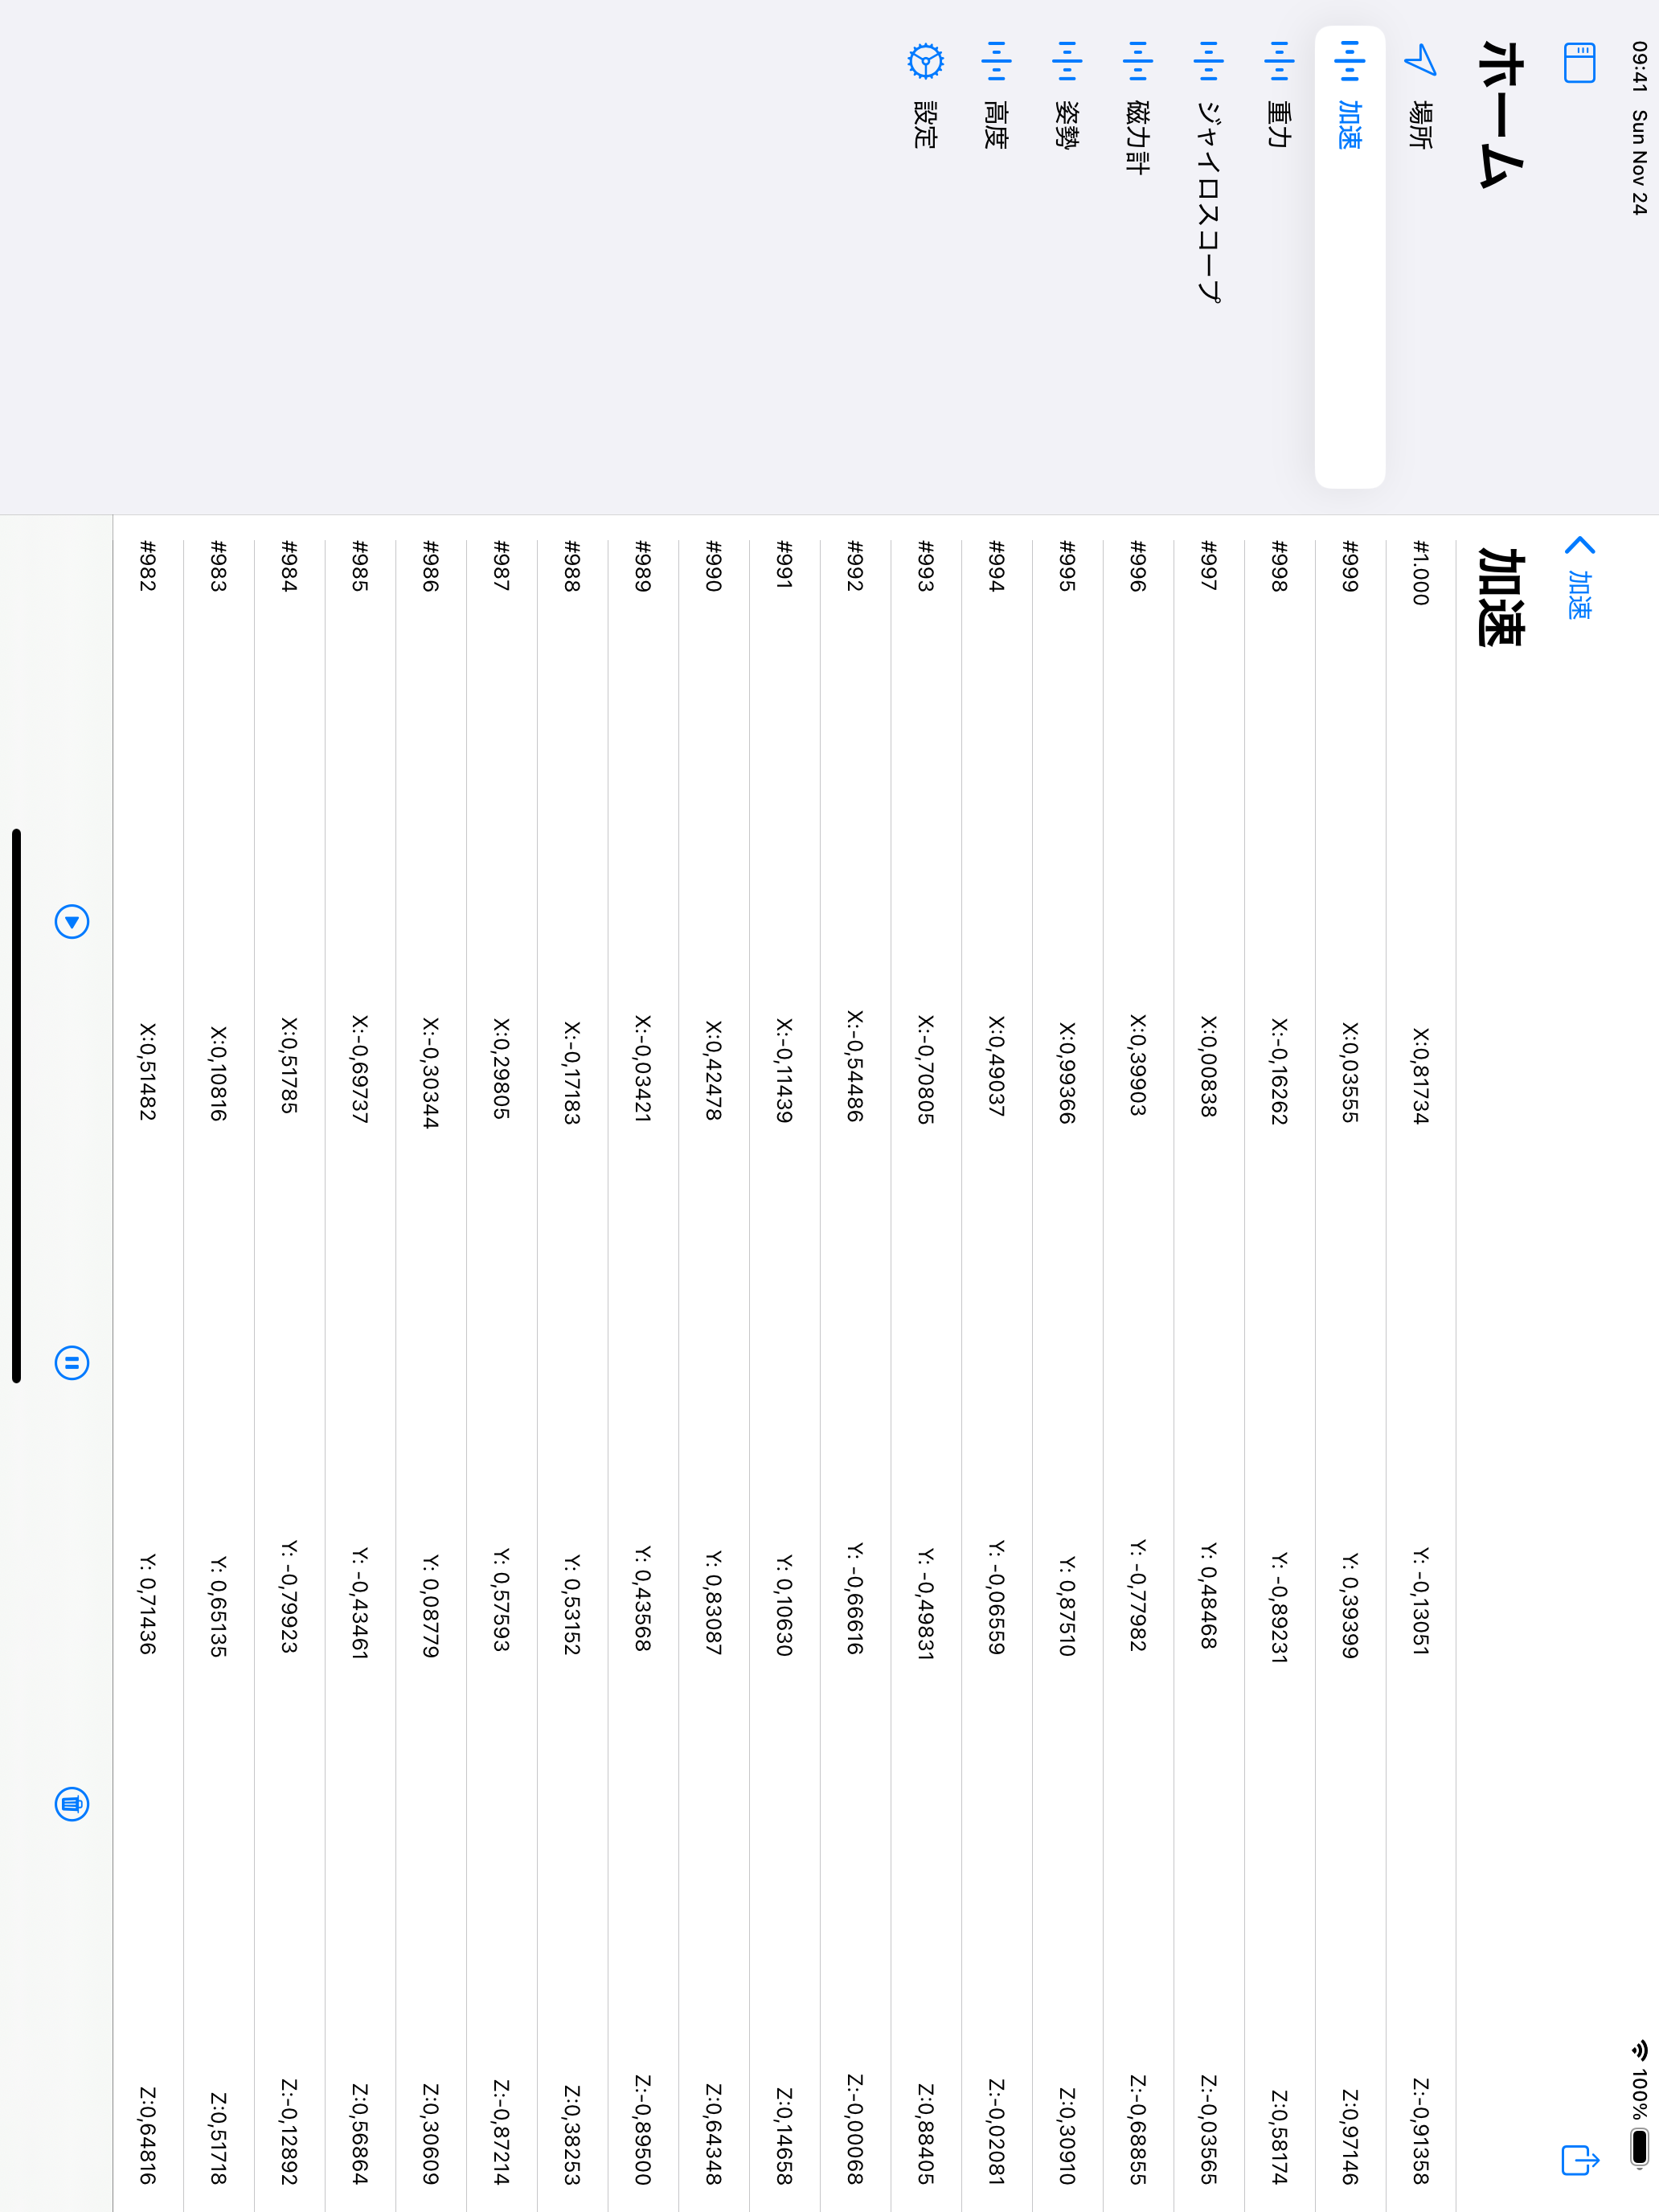 09:41 Sun Nov 24
100%
ホーム
場所
加速
重力
ジャイロスコープ
磁力計
姿勢
高度
設定
加速
加速
#1.000 X:0,81734 Y: -0,13051 Z:-0,91358
#999 X:0,03555 Y: 0,39399 Z:0,97146
#998 X:-0,16262 Y: -0,89231 Z:0,58174
#997 X:0,00838 Y: 0,48468 Z:-0,03565
#996 X:0,39903 Y: -0,77982 Z:-0,68855
#995 X:0,99366 Y: 0,87510 Z:0,30910
#994 X:0,49037 Y: -0,06559 Z:-0,02081
#993 X:-0,70805 Y: -0,49831 Z:0,88405
#992 X:-0,54486 Y: -0,66616 Z:-0,00068
#991 X:-0,11439 Y: 0,10630 Z:0,14658
#990 X:0,42478 Y: 0,83087 Z:0,64348
#989 X:-0,03421 Y: 0,43568 Z:-0,89500
#988 X:-0,17183 Y: 0,53152 Z:0,38253
#987 X:0,29805 Y: 0,57593 Z:-0,87214
#986 X:-0,30344 Y: 0,08779 Z:0,30609
#985 X:-0,69737 Y: -0,43461 Z:0,56864
#984 X:0,51785 Y: -0,79923 Z:-0,12892
#983 X:0,10816 Y: 0,65135 Z:0,51718
#982 X:0,51482 Y: 0,71436 Z:0,64816